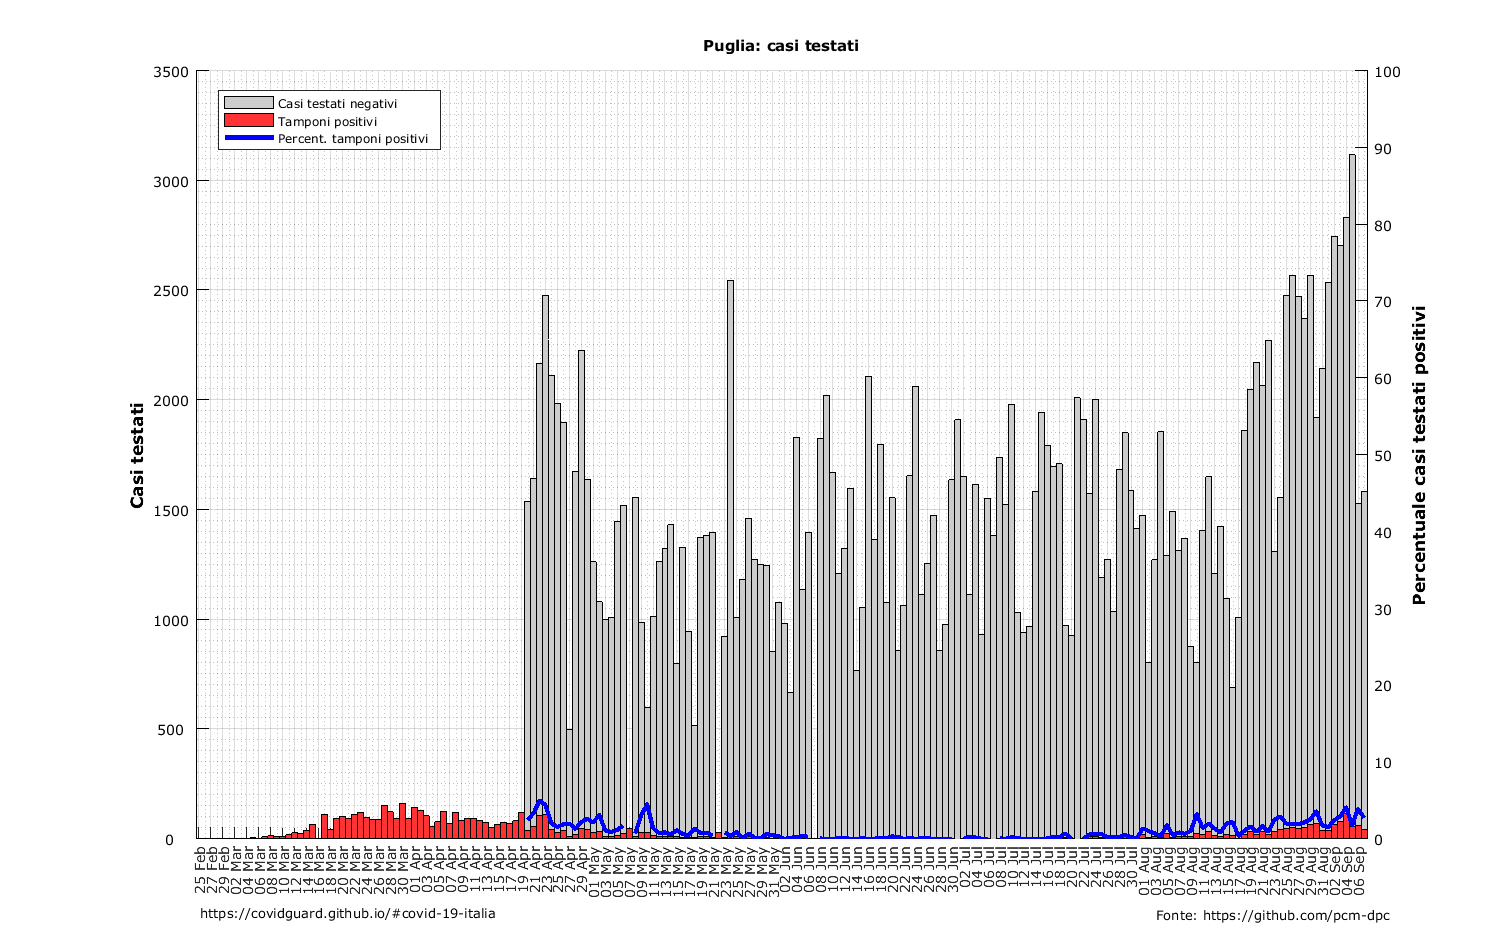 Puglia: casi testati
Casi testati negativi
Tamponi positivi
Percent. tamponi positivi
Casi testati
3500
3000
2500
2000
1500
1000
500
0
100
90
80
70
60
50
40
30
20
10
0
Percentuale casi testati positivi
25 Feb
27 Feb
29 Feb
02 Mar
04 Mar
06 Mar
08 Mar
10 Mar
12 Mar
14 Mar
16 Mar
18 Mar
20 Mar
22 Mar
24 Mar
26 Mar
28 Mar
30 Mar
01 Apr
03 Apr
05 Apr
07 Apr
09 Apr
11 Apr
13 Apr
15 Apr
17 Apr
19 Apr
21 Apr
23 Apr
25 Apr
27 Apr
29 Apr
01 May
03 May
05 May
07 May
09 May
11 May
13 May
15 May
17 May
19 May
21 May
23 May
25 May
27 May
29 May
31 May
02 Jun
04 Jun
06 Jun
08 Jun
10 Jun
12 Jun
14 Jun
16 Jun
18 Jun
20 Jun
22 Jun
24 Jun
26 Jun
28 Jun
30 Jun
02 Jul
04 Jul
06 Jul
08 Jul
10 Jul
12 Jul
14 Jul
16 Jul
18 Jul
20 Jul
22 Jul
24 Jul
26 Jul
28 Jul
30 Jul
01 Aug
03 Aug
05 Aug
07 Aug
09 Aug
11 Aug
13 Aug
15 Aug
17 Aug
19 Aug
21 Aug
23 Aug
25 Aug
27 Aug
29 Aug
31 Aug
02 Sep
04 Sep
06 Sep
https://covidguard.github.io/#covid-19-italia
Fonte: https://github.com/pcm-dpc